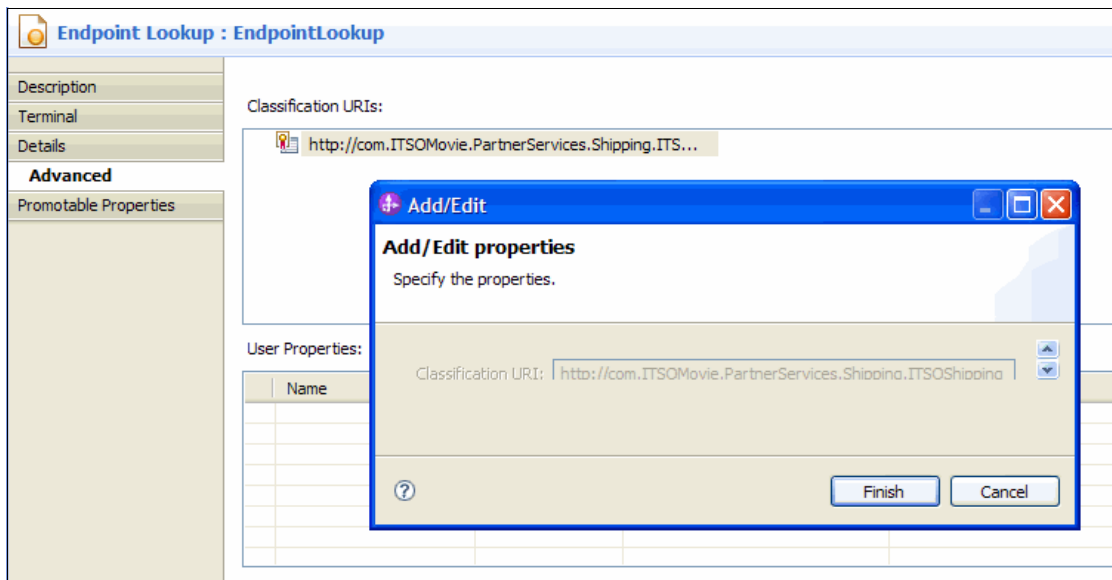 Endpoint Lookup : EndpointLookup
Description
Terminal
Details
Advanced
Promotable Properties
Classification URIs:
http://com.ITSOMovie.PartnerServices.Shipping.ITS...
Add/Edit
Add/Edit properties
Specify the properties.
Classification URI: http://com.ITSOMovie.PartnerServices.Shipping.ITSOShipping
User Properties:
Name
?
Finish
Cancel